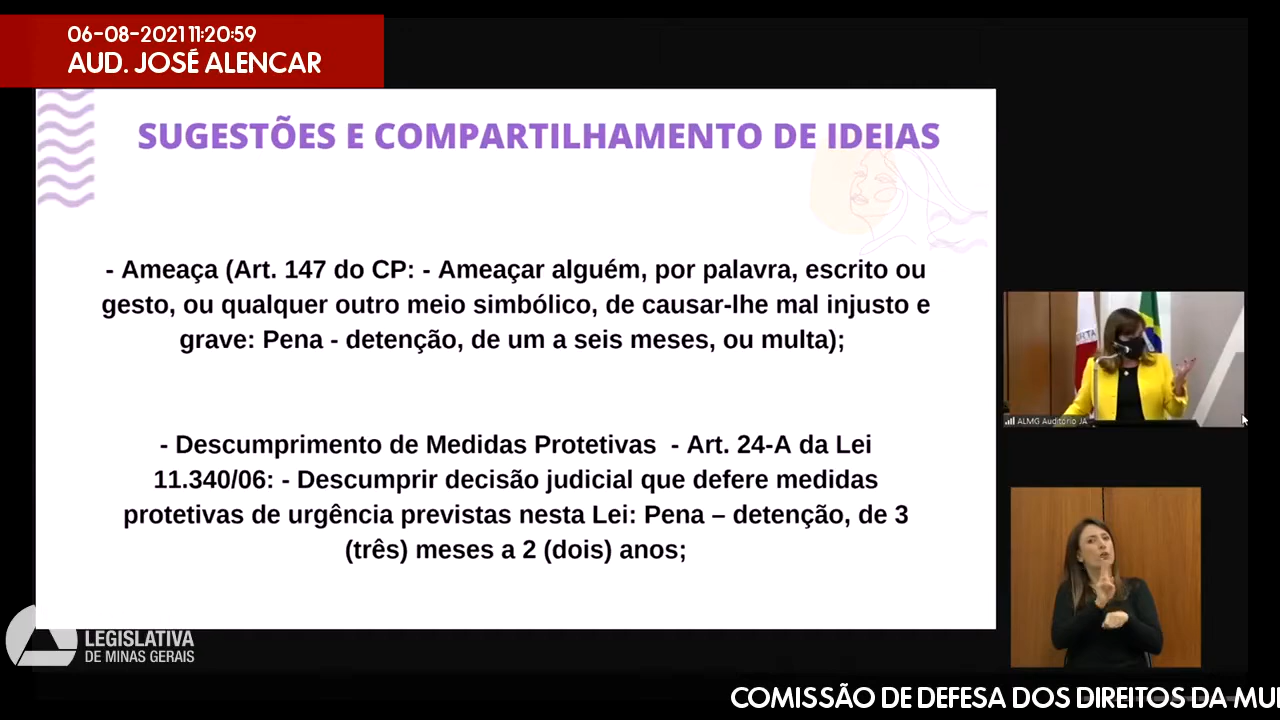 06-08-2021 11:20:59
AUD. JOSÉ ALENCAR
SUGESTÕES E COMPARTILHAMENTO DE IDEIAS
- Ameaça (Art. 147 do CP: - Ameaçar alguém, por palavra, escrito ou
gesto, ou qualquer outro meio simbólico, de causar-lhe mal injusto e
grave: Pena - detenção, de um a seis meses, ou multa);
- Descumprimento de Medidas Protetivas - Art. 24-A da Lei
11.340/06: - Descumprir decisão judicial que defere medidas
protetivas de urgência previstas nesta Lei: Pena – detenção, de 3
(três) meses a 2 (dois) anos;
ALMG Auditório JA
LEGISLATIVA
DE MINAS GERAIS
COMISSÃO DE DEFESA DOS DIREITOS DA MU